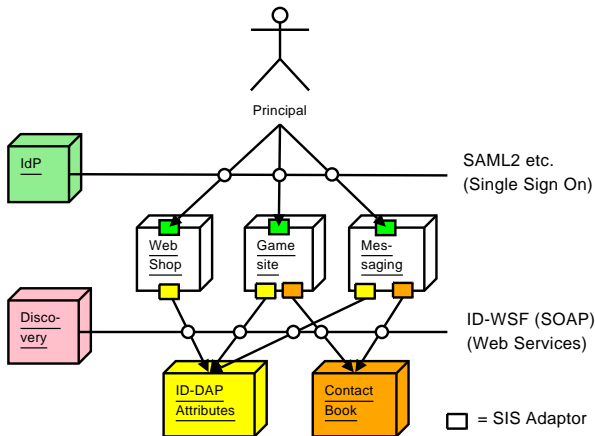 Principal
IdP
SAML2 etc.
(Single Sign On)
Web
Shop
Game
site
Mes-
saging
Disco-
very
ID-WSF (SOAP)
(Web Services)
ID-DAP
Attributes
Contact
Book
= SIS Adaptor